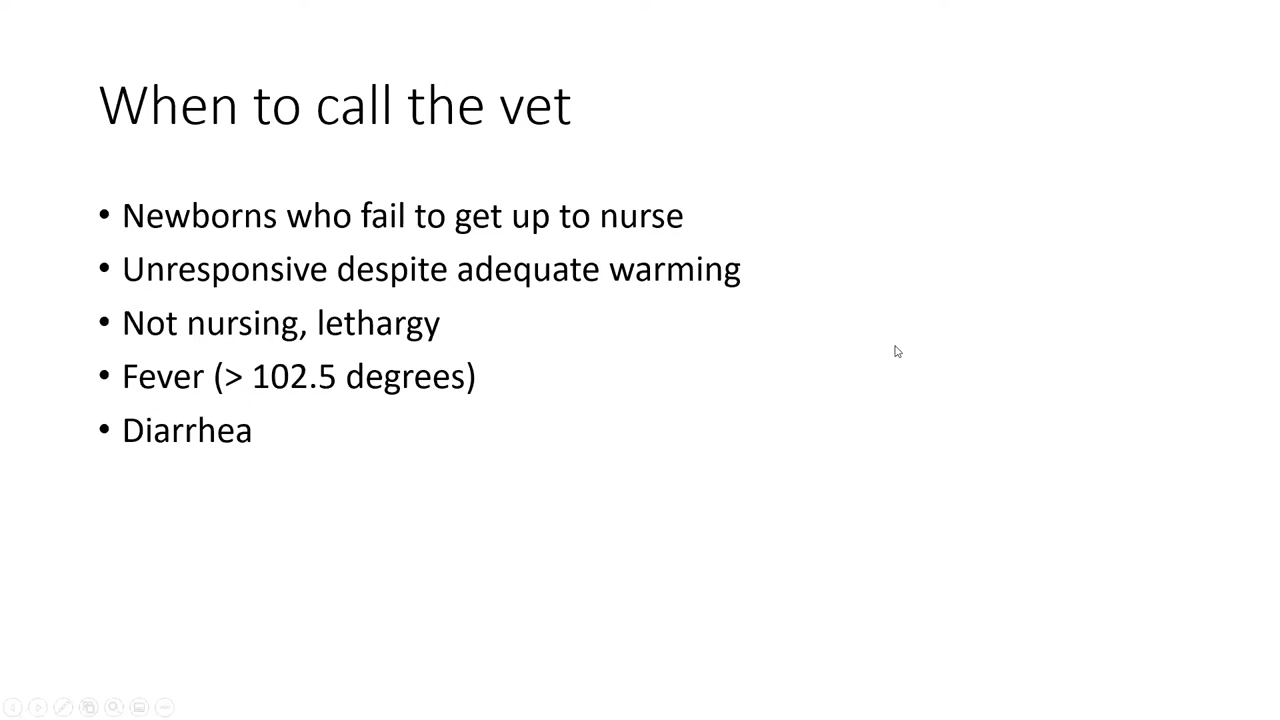 When to call the vet
• Newborns who fail to get up to nurse
• Unresponsive despite adequate warming
• Not nursing, lethargy
• Fever (> 102.5 degrees)
• Diarrhea